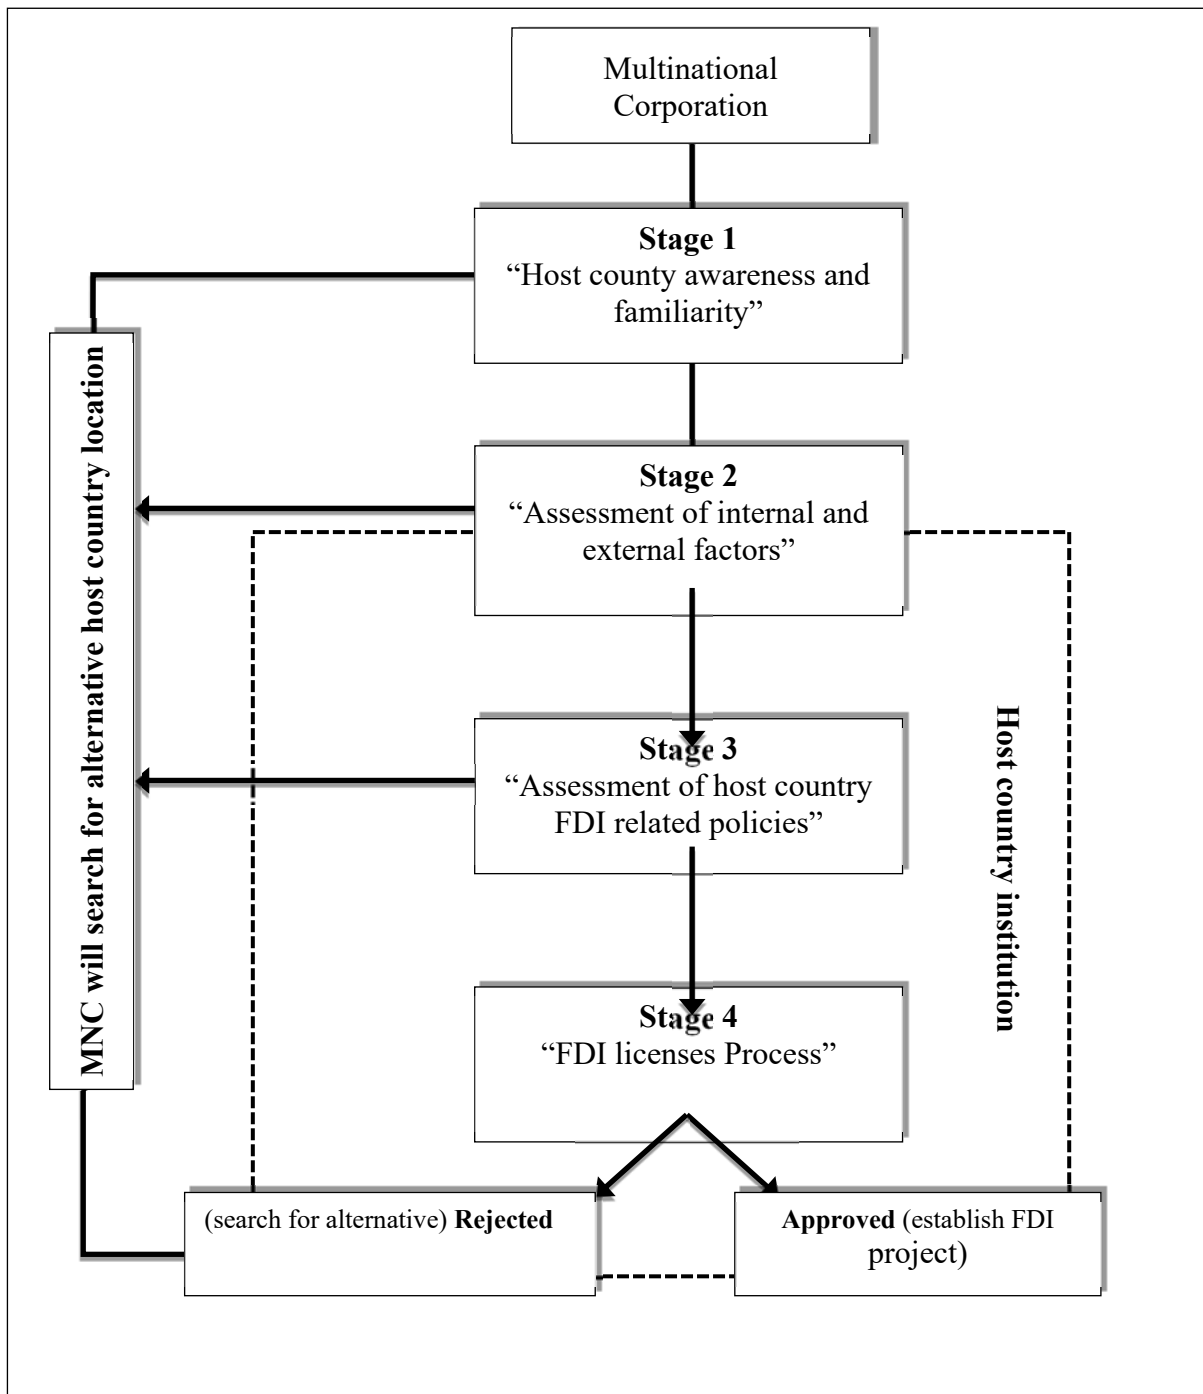 Multinational
Corporation
Stage 1
“Host county awareness and
familiarity”
MNC will search for alternative host country location
Stage 2
“Assessment of internal and
external factors”
Host country institution
Stage 3
“Assessment of host country
FDI related policies”
Stage 4
“FDI licenses Process”
(search for alternative) Rejected
Approved (establish FDI
project)